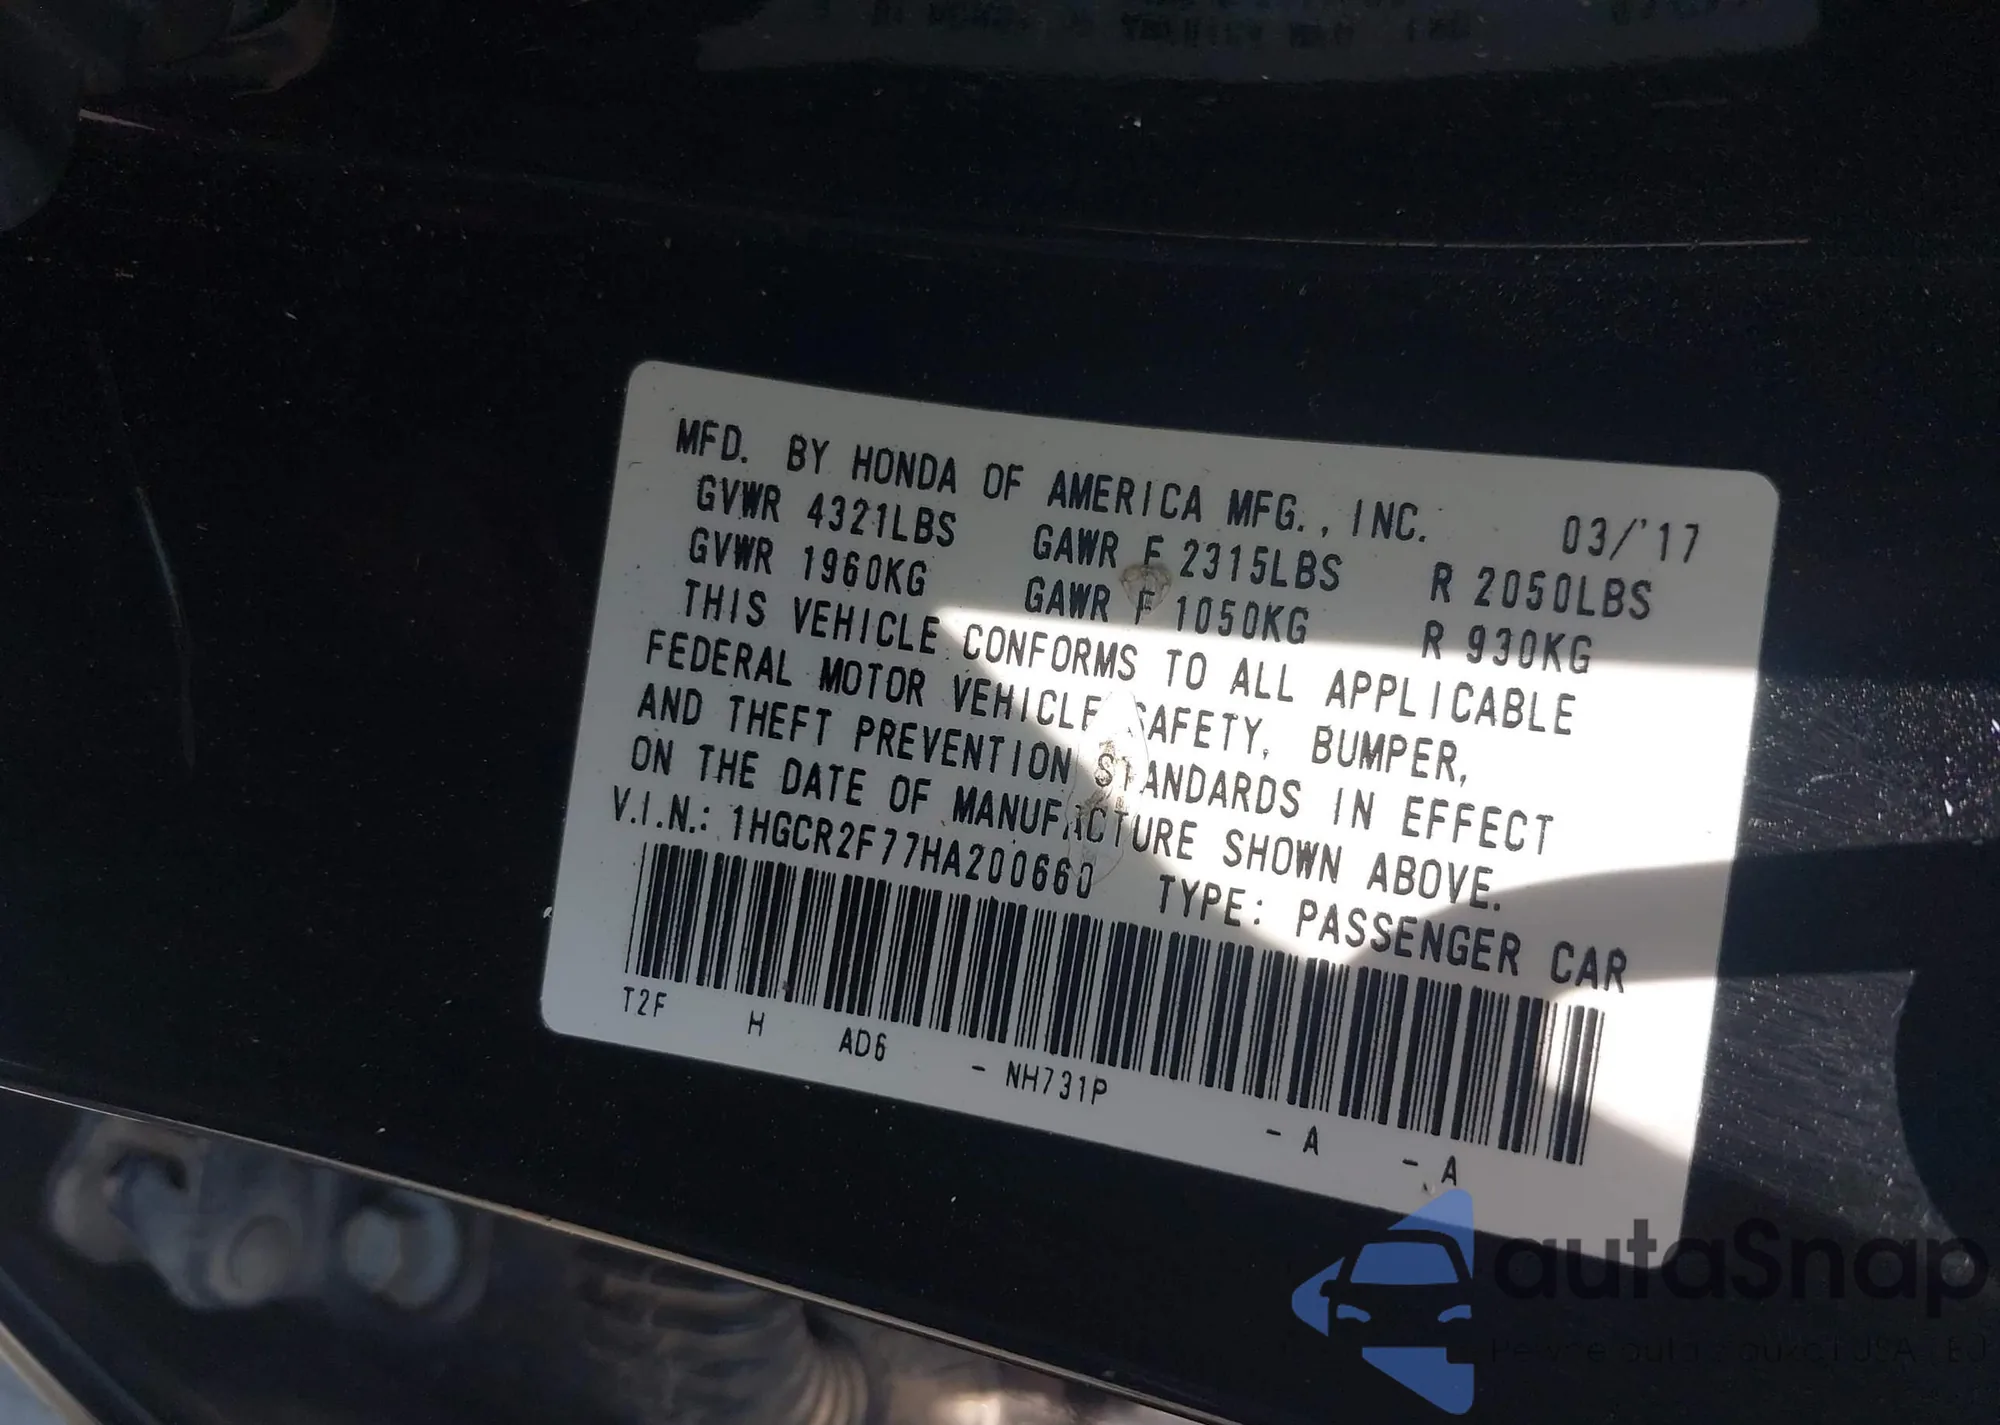 MFD. BY HONDA OF AMERICA MFG., INC. 03/'17
GVWR 4321LBS GAWR F 2315LBS R 2050LBS
GVWR 1960KG GAWR F 1050KG R 930KG
THIS VEHICLE CONFORMS TO ALL APPLICABLE
FEDERAL MOTOR VEHICLE SAFETY, BUMPER,
AND THEFT PREVENTION STANDARDS IN EFFECT
ON THE DATE OF MANUFACTURE SHOWN ABOVE.
V.I.N.: 1HGCR2F77HA200660 TYPE: PASSENGER CAR
T2F H AD6 - NH731P - A - A
autaSnap